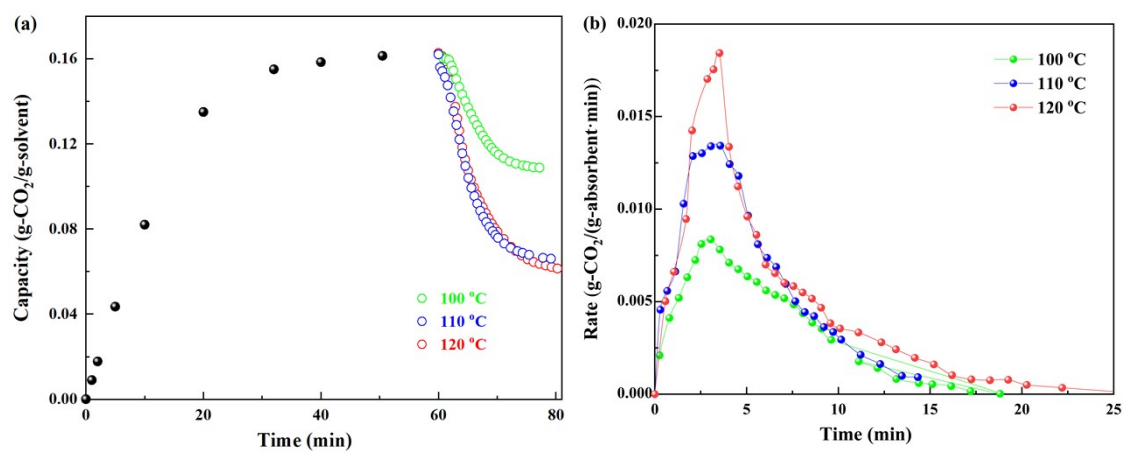 (a)
Capacity (g-CO₂/g-solvent)
0.16
0.12
0.08
0.04
0.00
100 °C
110 °C
120 °C
0
20
40
60
80
Time (min)
(b)
Rate (g-CO₂/(g-absorbent·min))
0.020
0.015
0.010
0.005
0.000
100 °C
110 °C
120 °C
0
5
10
15
20
25
Time (min)